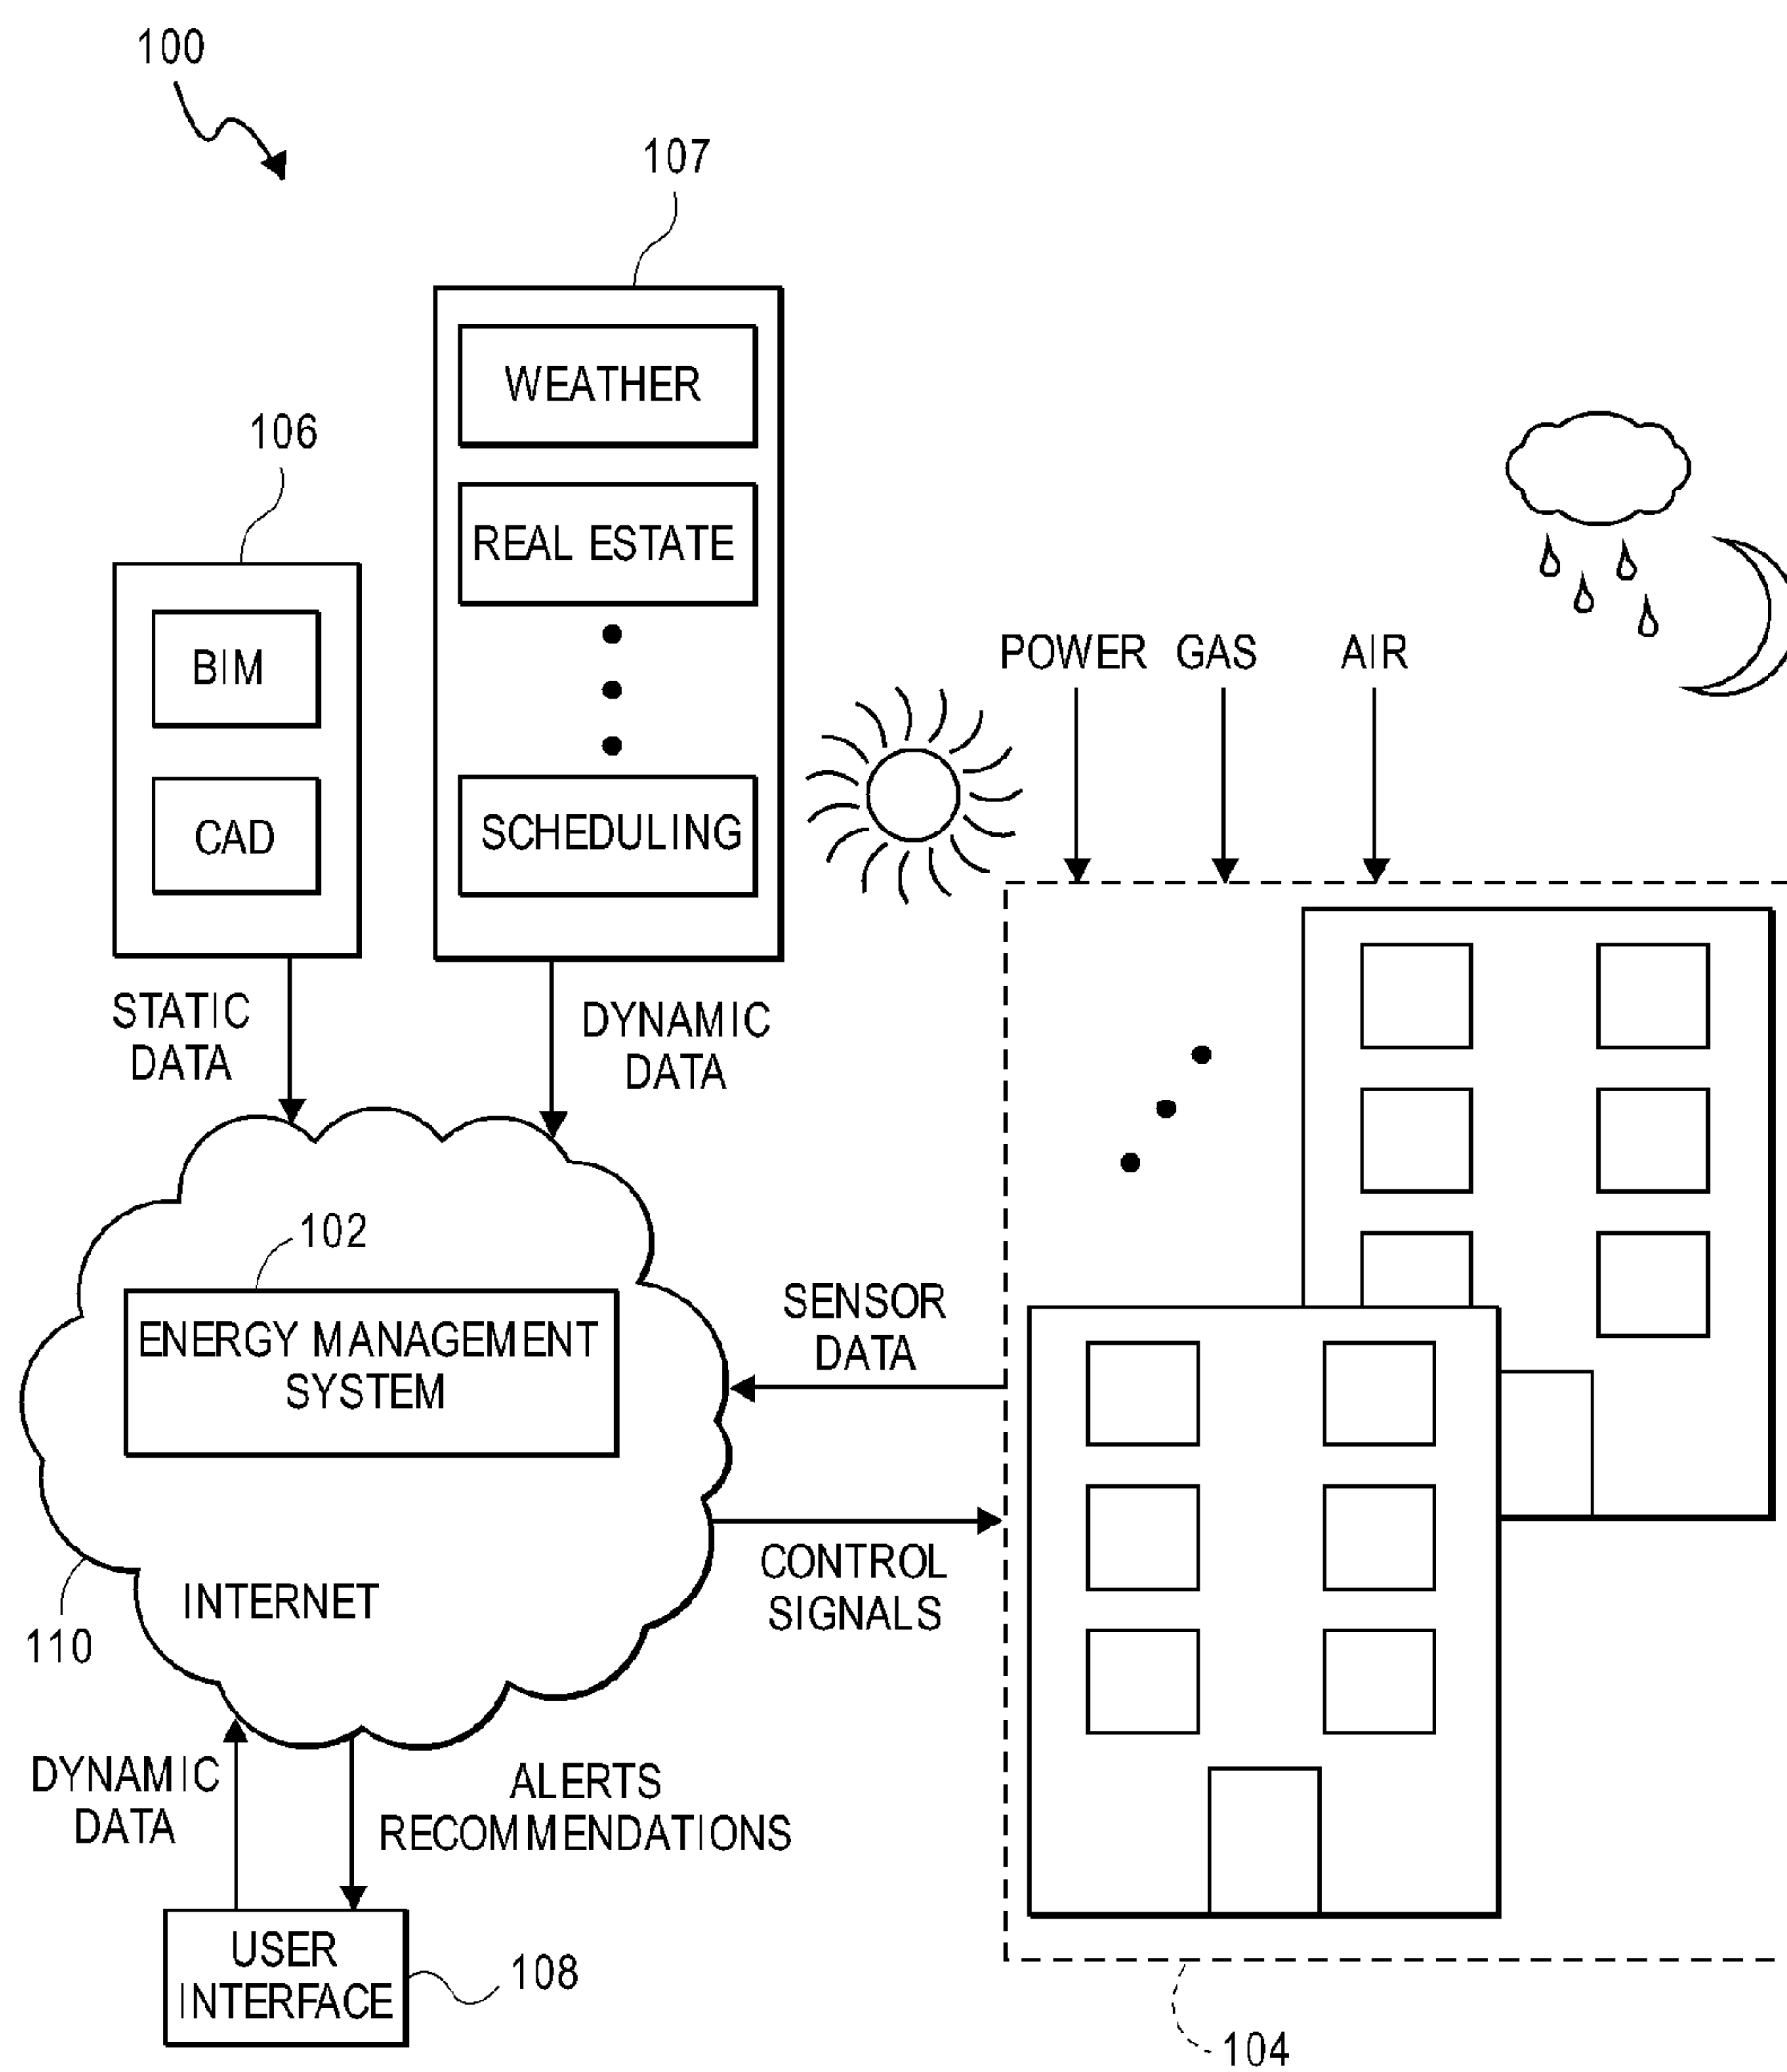 100
107
WEATHER
106
REAL ESTATE
BIM
POWER GAS AIR
CAD
SCHEDULING
STATIC
DATA
DYNAMIC
DATA
102
ENERGY MANAGEMENT
SYSTEM
SENSOR
DATA
CONTROL
SIGNALS
INTERNET
110
DYNAMIC
DATA
ALERTS
RECOMMENDATIONS
USER
INTERFACE
108
104